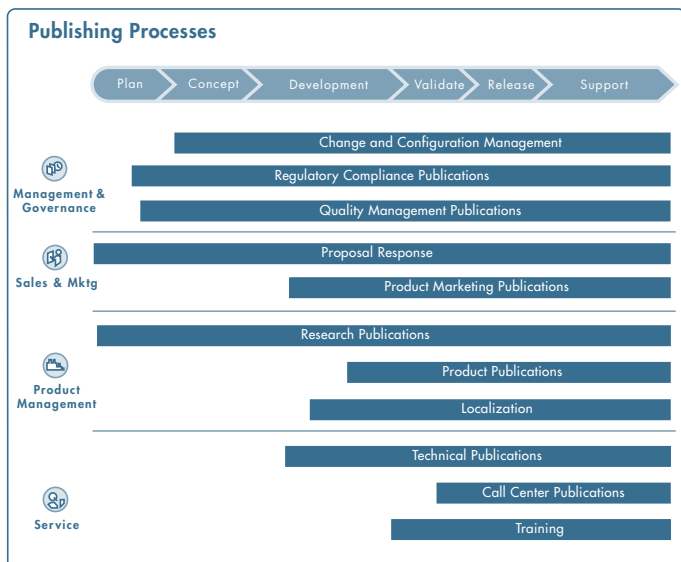 Publishing Processes
Plan Concept Development Validate Release Support
Change and Configuration Management
Regulatory Compliance Publications
Management &
Governance
Quality Management Publications
Proposal Response
Sales & Mktg
Product Marketing Publications
Research Publications
Product Publications
Product
Management
Localization
Technical Publications
Call Center Publications
Service
Training